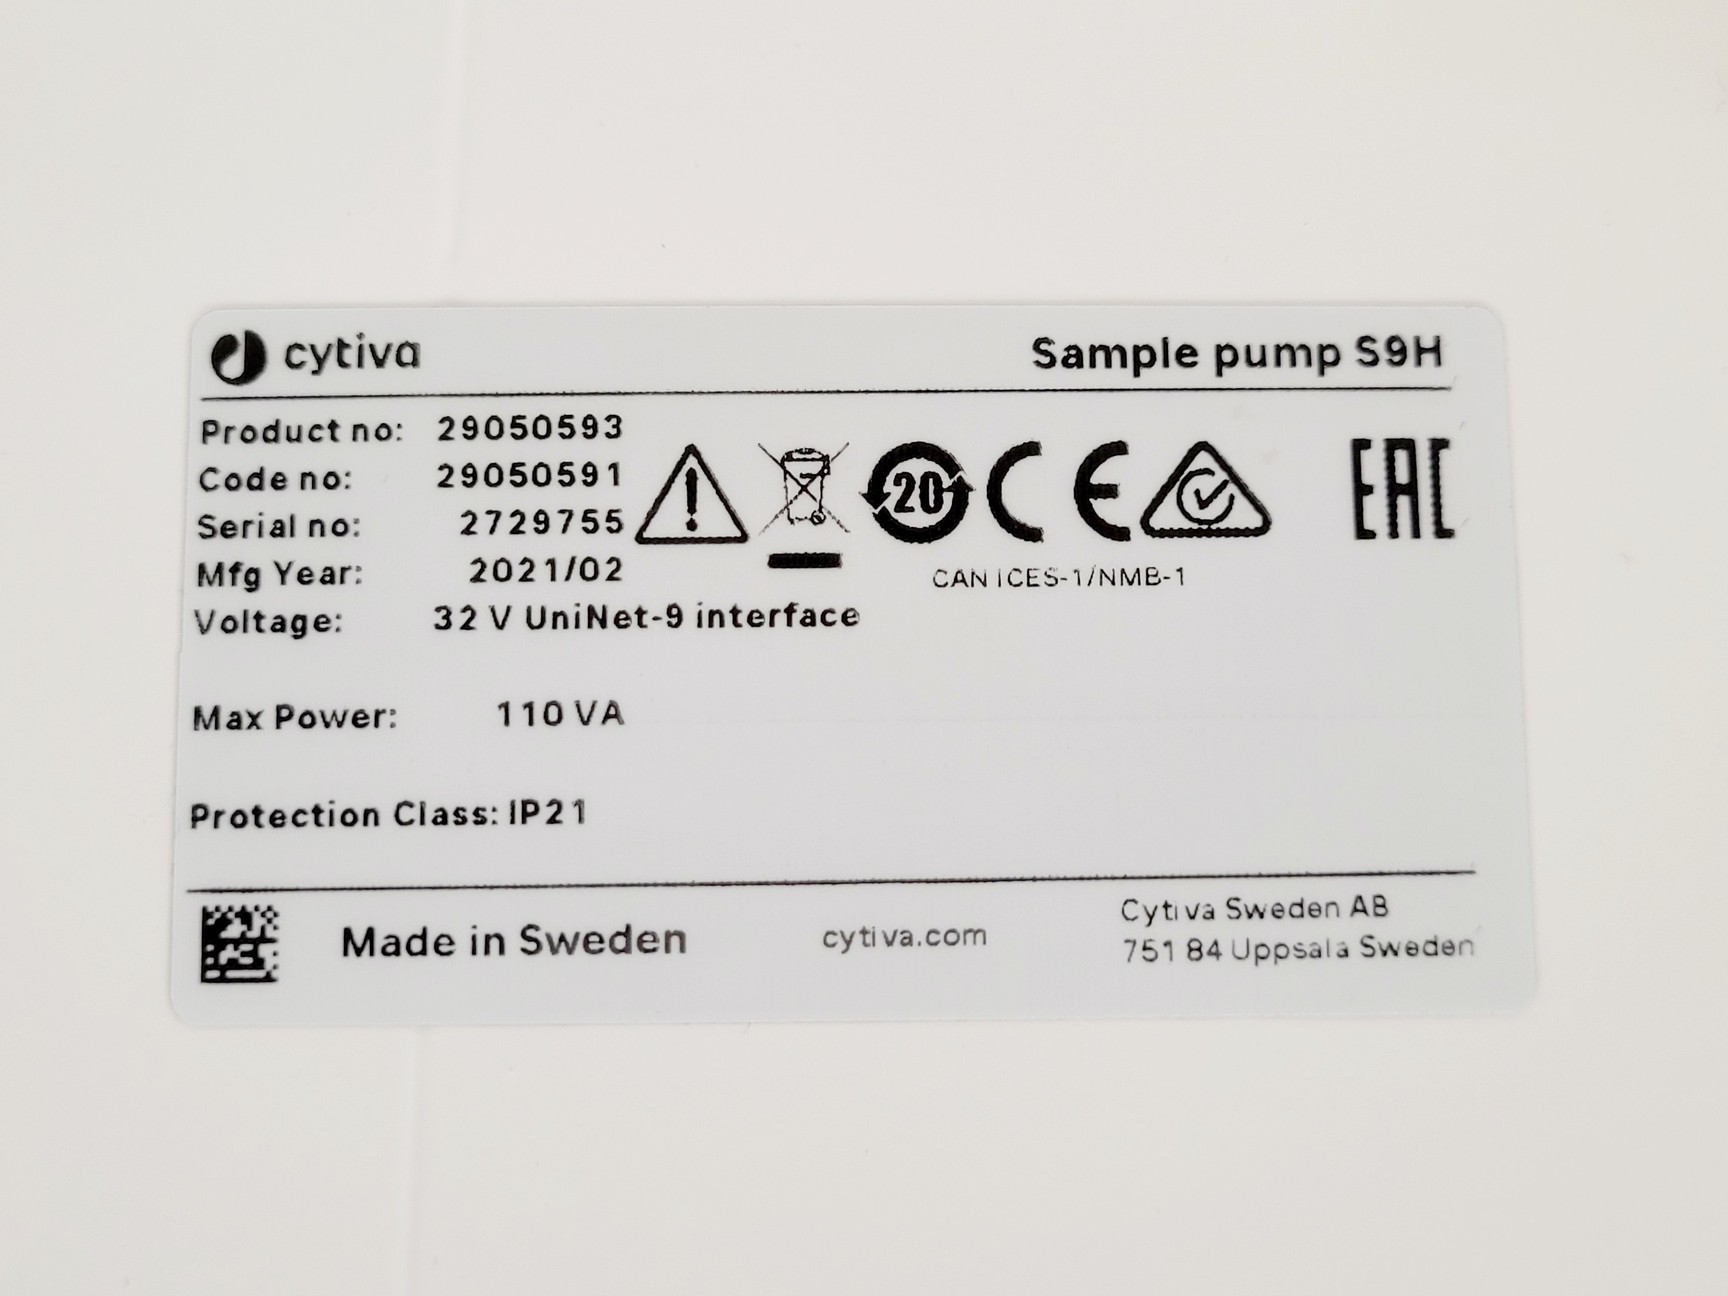 cytiva
Sample pump S9H
Product no: 29050593
Code no: 29050591
Serial no: 2729755
Mfg Year: 2021/02
Voltage: 32 V UniNet-9 interface
20
CE
EAC
CAN ICES-1/NMB-1
Max Power: 110 VA
Protection Class: IP21
Made in Sweden
cytiva.com
Cytiva Sweden AB
751 84 Uppsala Sweden